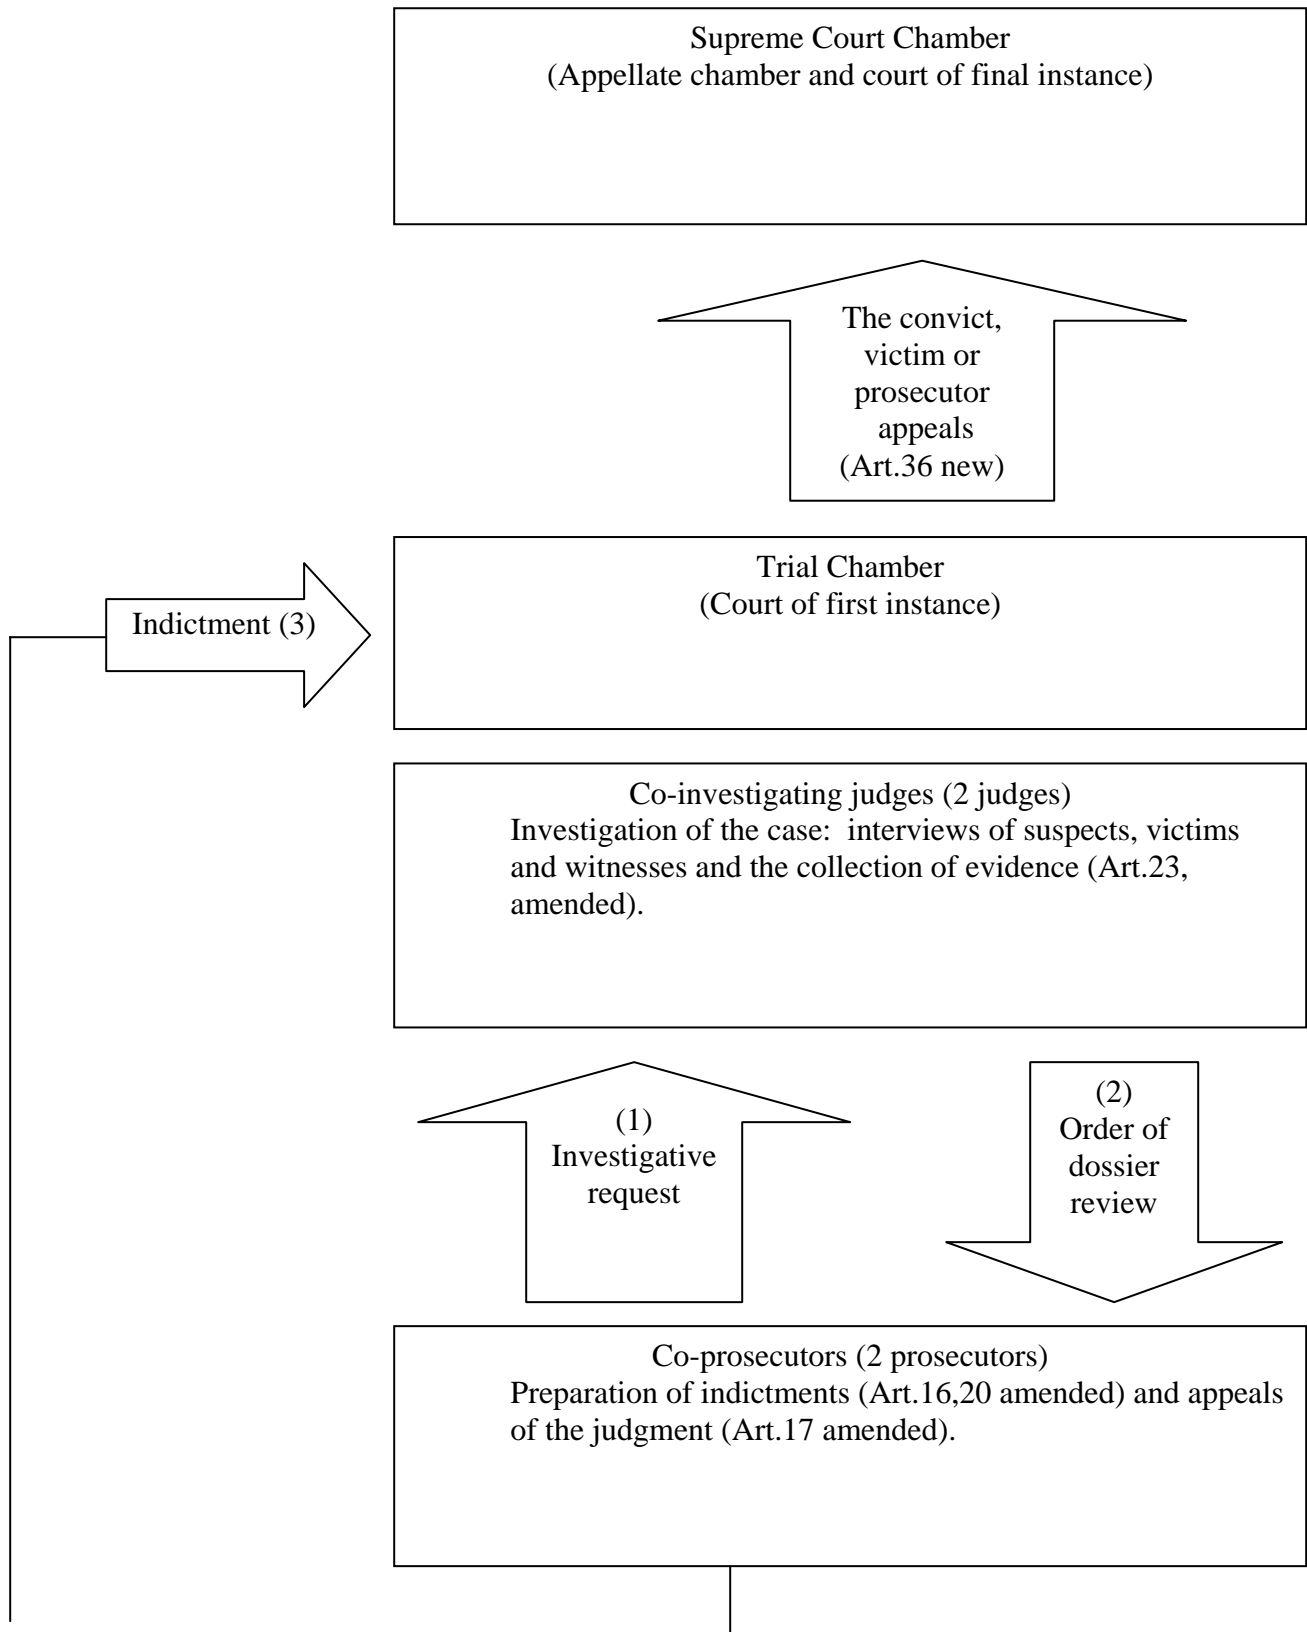 Supreme Court Chamber
(Appellate chamber and court of final instance)
The convict,
victim or
prosecutor
appeals
(Art.36 new)
Indictment (3)
Trial Chamber
(Court of first instance)
Co-investigating judges (2 judges)
Investigation of the case: interviews of suspects, victims
and witnesses and the collection of evidence (Art.23,
amended).
(1)
Investigative
request
(2)
Order of
dossier
review
Co-prosecutors (2 prosecutors)
Preparation of indictments (Art.16,20 amended) and appeals
of the judgment (Art.17 amended).